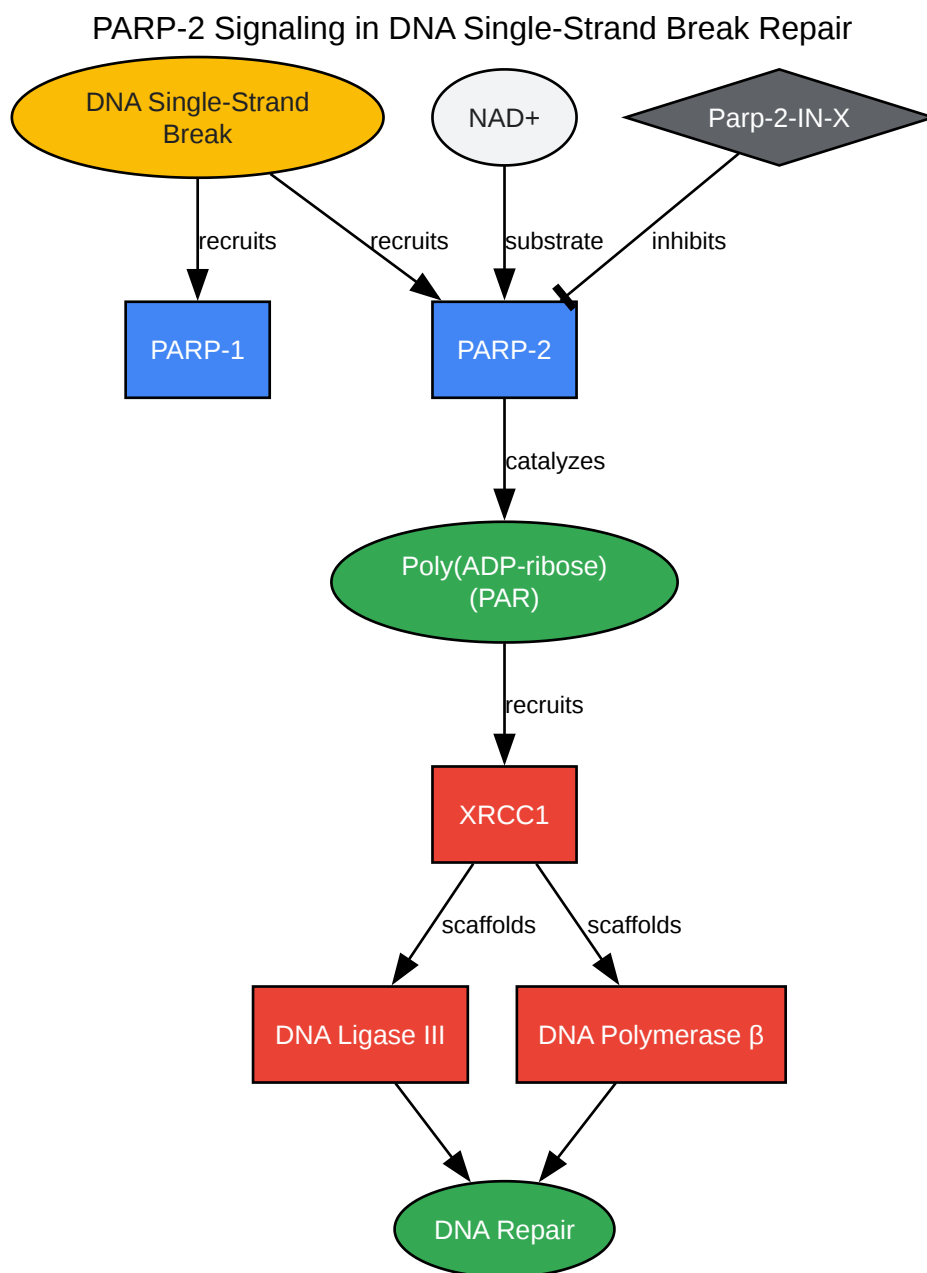 PARP-2 Signaling in DNA Single-Strand Break Repair
DNA Single-Strand
Break
NAD+
Parp-2-IN-X
recruits
recruits
substrate
inhibits
PARP-1
PARP-2
catalyzes
Poly(ADP-ribose)
(PAR)
recruits
XRCC1
scaffolds
scaffolds
DNA Ligase III
DNA Polymerase β
DNA Repair